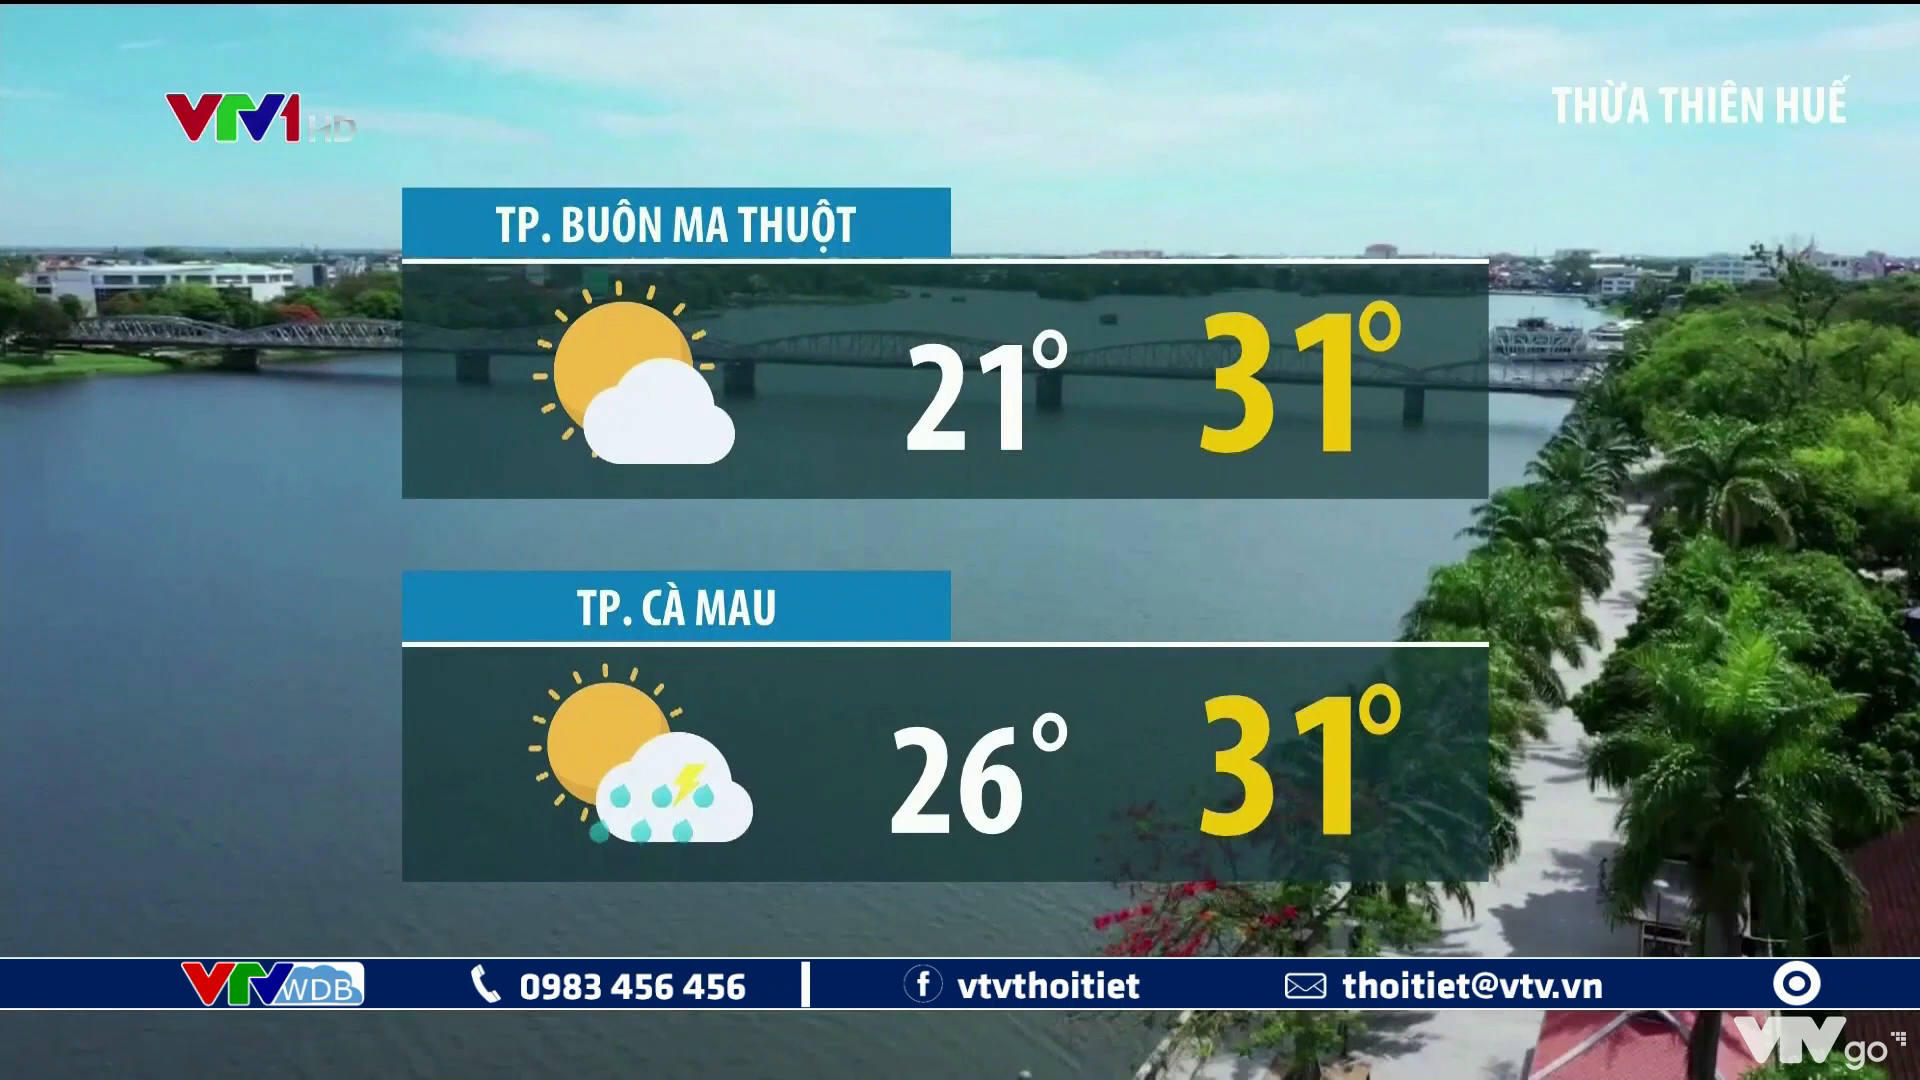 VTV1 HD
THỪA THIÊN HUẾ
TP. BUÔN MA THUỘT
21° 31°
TP. CÀ MAU
26° 31°
VTV WDB 0983 456 456 vtvthoitiet thoitiet@vtv.vn
VTV go